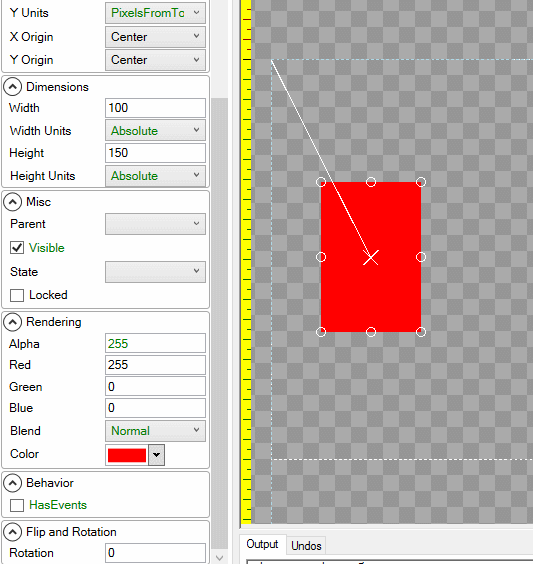 Y Units PixelsFromTo
X Origin Center
Y Origin Center
Dimensions
Width 100
Width Units Absolute
Height 150
Height Units Absolute
Misc
Parent
Visible
State
Locked
Rendering
Alpha 255
Red 255
Green 0
Blue 0
Blend Normal
Color
Behavior
HasEvents
Flip and Rotation
Rotation 0
Output Undos